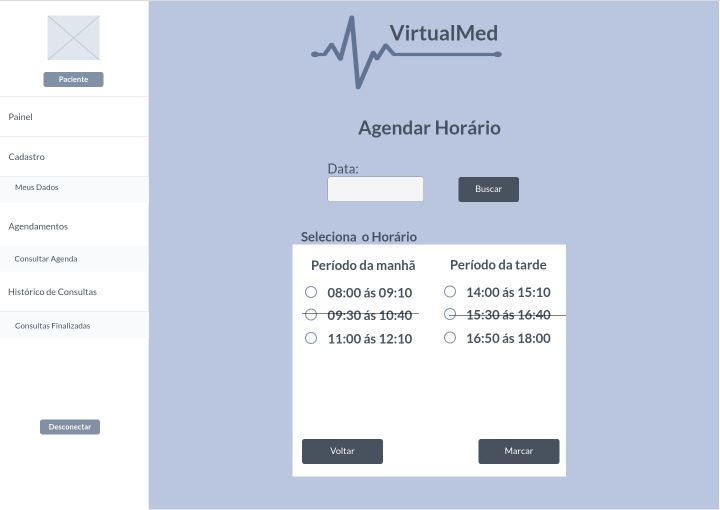 Paciente
Painel
Cadastro
Meus Dados
Agendamentos
Consultar Agenda
Histórico de Consultas
Consultas Finalizadas
Desconectar
VirtualMed
Agendar Horário
Data:
Buscar
Seleciona o Horário
Período da manhã
08:00 ás 09:10
09:30 ás 10:40
11:00 ás 12:10
Período da tarde
14:00 ás 15:10
15:30 ás 16:40
16:50 ás 18:00
Voltar
Marcar